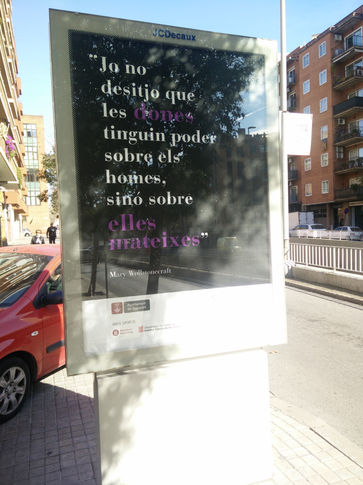 JCDecaux
"Jo no
desitjo que
les dones
tinguin poder
sobre els
homes,
sinó sobre
elles
mateixes"
Mary Wollstonecraft